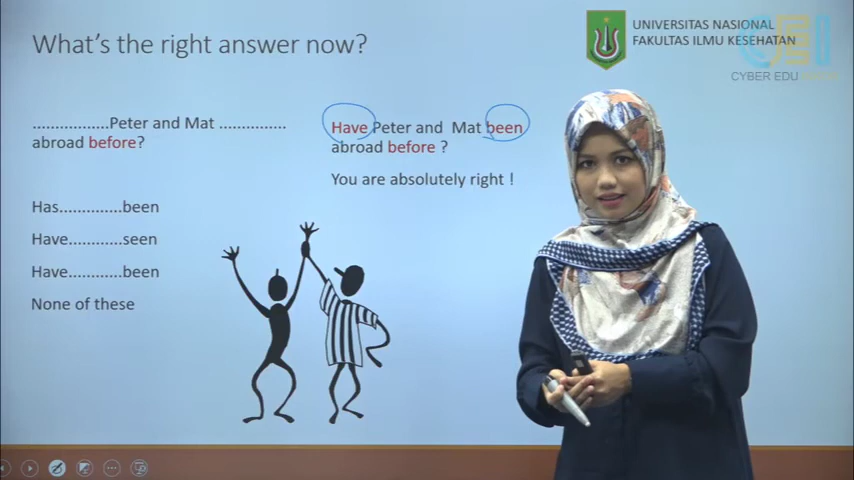 What's the right answer now?
UNIVERSITAS NASIONAL
FAKULTAS ILMU KESEHATAN
CYBER EDU
.................Peter and Mat ...............
abroad before?
Has..............been
Have............seen
Have............been
None of these
Have Peter and Mat been
abroad before ?
You are absolutely right !